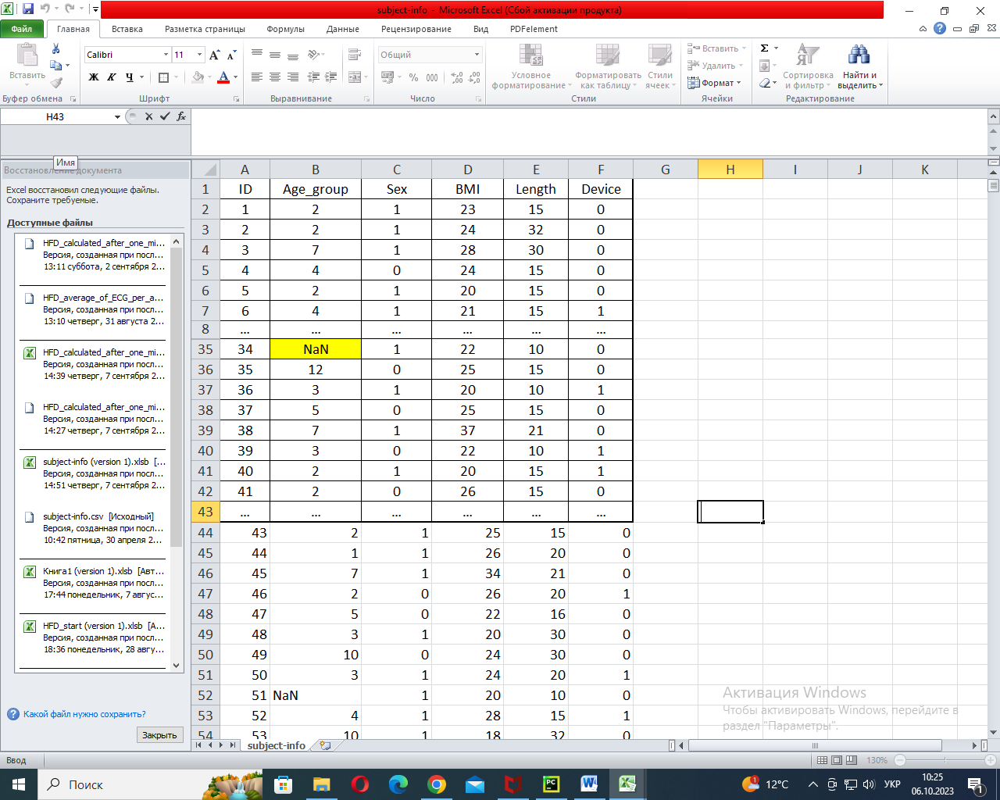 subject-info - Microsoft Excel (Сбой активации продукта)
Файл Главная Вставка Разметка страницы Формулы Данные Рецензирование Вид PDFelement
Вставить
Calibri 11
Ж К Ч
Общий
% 000
Условное форматирование
Форматировать как таблицу
Стили ячеек
Вставить
Удалить
Формат
Сортировка и фильтр
Найти и выделить
Буфер обмена Шрифт Выравнивание Число Стили Ячейки Редактирование
H43
Имя
Восстановление документа
Excel восстановил следующие файлы.
Сохраните требуемые.
Доступные файлы
HFD_calculated_after_one_mi...
Версия, созданная при посл...
13:11 суббота, 2 сентября 2...
HFD_average_of_ECG_per_a...
Версия, созданная при посл...
13:10 четверг, 31 августа 2...
HFD_calculated_after_one_mi...
Версия, созданная при посл...
14:39 четверг, 7 сентября 2...
HFD_calculated_after_one_mi...
Версия, созданная при посл...
14:27 четверг, 7 сентября 2...
subject-info (version 1).xlsb [...
Версия, созданная при посл...
14:51 четверг, 7 сентября 2...
subject-info.csv [Исходный]
Версия, созданная при посл...
10:42 пятница, 30 апреля 2...
Книга1 (version 1).xlsb [Авт...
Версия, созданная при посл...
17:44 понедельник, 7 авгус...
HFD_start (version 1).xlsb [А...
Версия, созданная при посл...
18:36 понедельник, 28 авгу...
Какой файл нужно сохранить?
Закрыть
A B C D E F G H I J K
1 ID Age_group Sex BMI Length Device
2 1 2 1 23 15 0
3 2 2 1 24 32 0
4 3 7 1 28 30 0
5 4 4 0 24 15 0
6 5 2 1 20 15 0
7 6 4 1 21 15 1
8 ... ... ... ... ... ...
35 34 NaN 1 22 10 0
36 35 12 0 25 15 0
37 36 3 1 20 10 1
38 37 5 0 25 15 0
39 38 7 1 37 21 0
40 39 3 0 22 10 1
41 40 2 1 20 15 1
42 41 2 0 26 15 0
43 ... ... ... ... ... ...
44 43 2 1 25 15 0
45 44 1 1 26 20 0
46 45 7 1 34 21 0
47 46 2 0 26 20 1
48 47 5 0 22 16 0
49 48 3 1 20 30 0
50 49 10 0 24 30 0
51 50 3 1 24 20 1
52 51 NaN 1 20 10 0
53 52 4 1 28 15 1
54 53 10 1 18 32 0
Активация Windows
Чтобы активировать Windows, перейдите в
раздел "Параметры".
subject-info
Ввод
130%
Поиск
12°C
УКР
10:25
06.10.2023